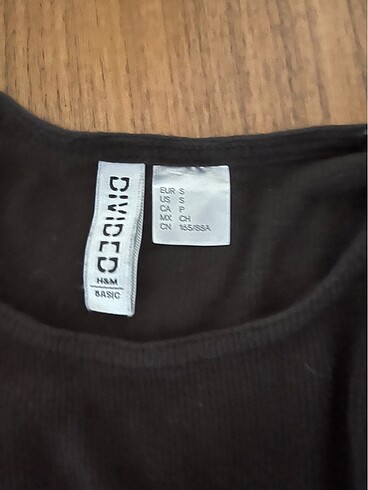 DIVIDED
H&M
BASIC
EUR S
US S
CA P
MX CH
CN 165/88A